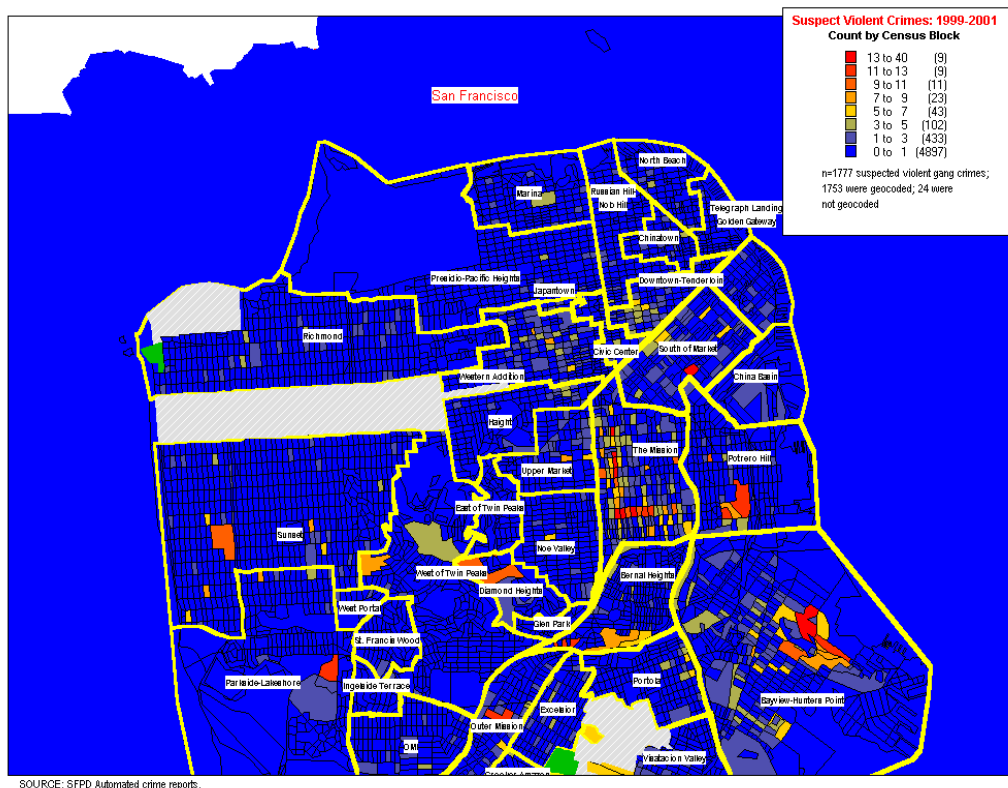 Suspect Violent Crimes: 1999-2001
Count by Census Block
13 to 40 (9)
11 to 13 (9)
9 to 11 (11)
7 to 9 (23)
5 to 7 (43)
3 to 5 (102)
1 to 3 (433)
0 to 1 (4897)
n=1777 suspected violent gang crimes;
1753 were geocoded; 24 were
not geocoded
San Francisco
North Beach
Marina
Russian Hill
Nob Hill
Telegraph Landing
Golden Gateway
Chinatown
Presidio-Pacific Heights
Downtown-Tenderloin
Japantown
Richmond
Civic Center
South of Market
Western Addition
China Basin
Haight
The Mission
Potrero Hill
Upper Market
East of Twin Peaks
Sunset
Noe Valley
West of Twin Peaks
Bernal Heights
Diamond Heights
West Portal
Glen Park
St. Francis Wood
Parkside-Lakeshore
Ingelside Terrace
Portola
Excelsior
Bayview-Hunters Point
Outer Mission
OMI
Visatacion Valley
Crocker Amazon
SOURCE: SFPD Automated crime reports.